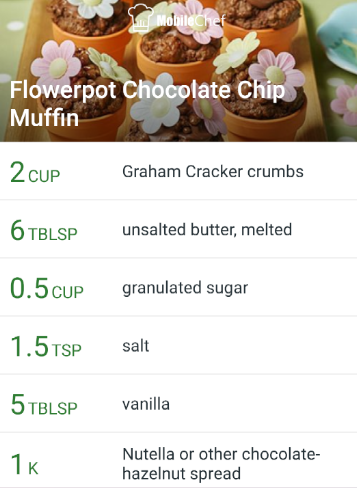 MobileChef
Flowerpot Chocolate Chip
Muffin
2 CUP Graham Cracker crumbs
6 TBLSP unsalted butter, melted
0.5 CUP granulated sugar
1.5 TSP salt
5 TBLSP vanilla
1 K Nutella or other chocolate-
hazelnut spread